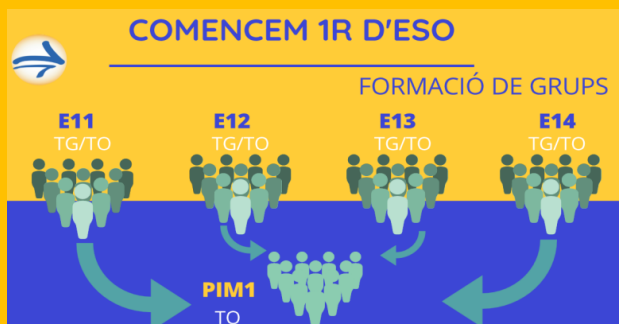 COMENCEM 1R D'ESO
FORMACIÓ DE GRUPS
E11 E12 E13 E14
TG/TO TG/TO TG/TO TG/TO
PIM1
TO